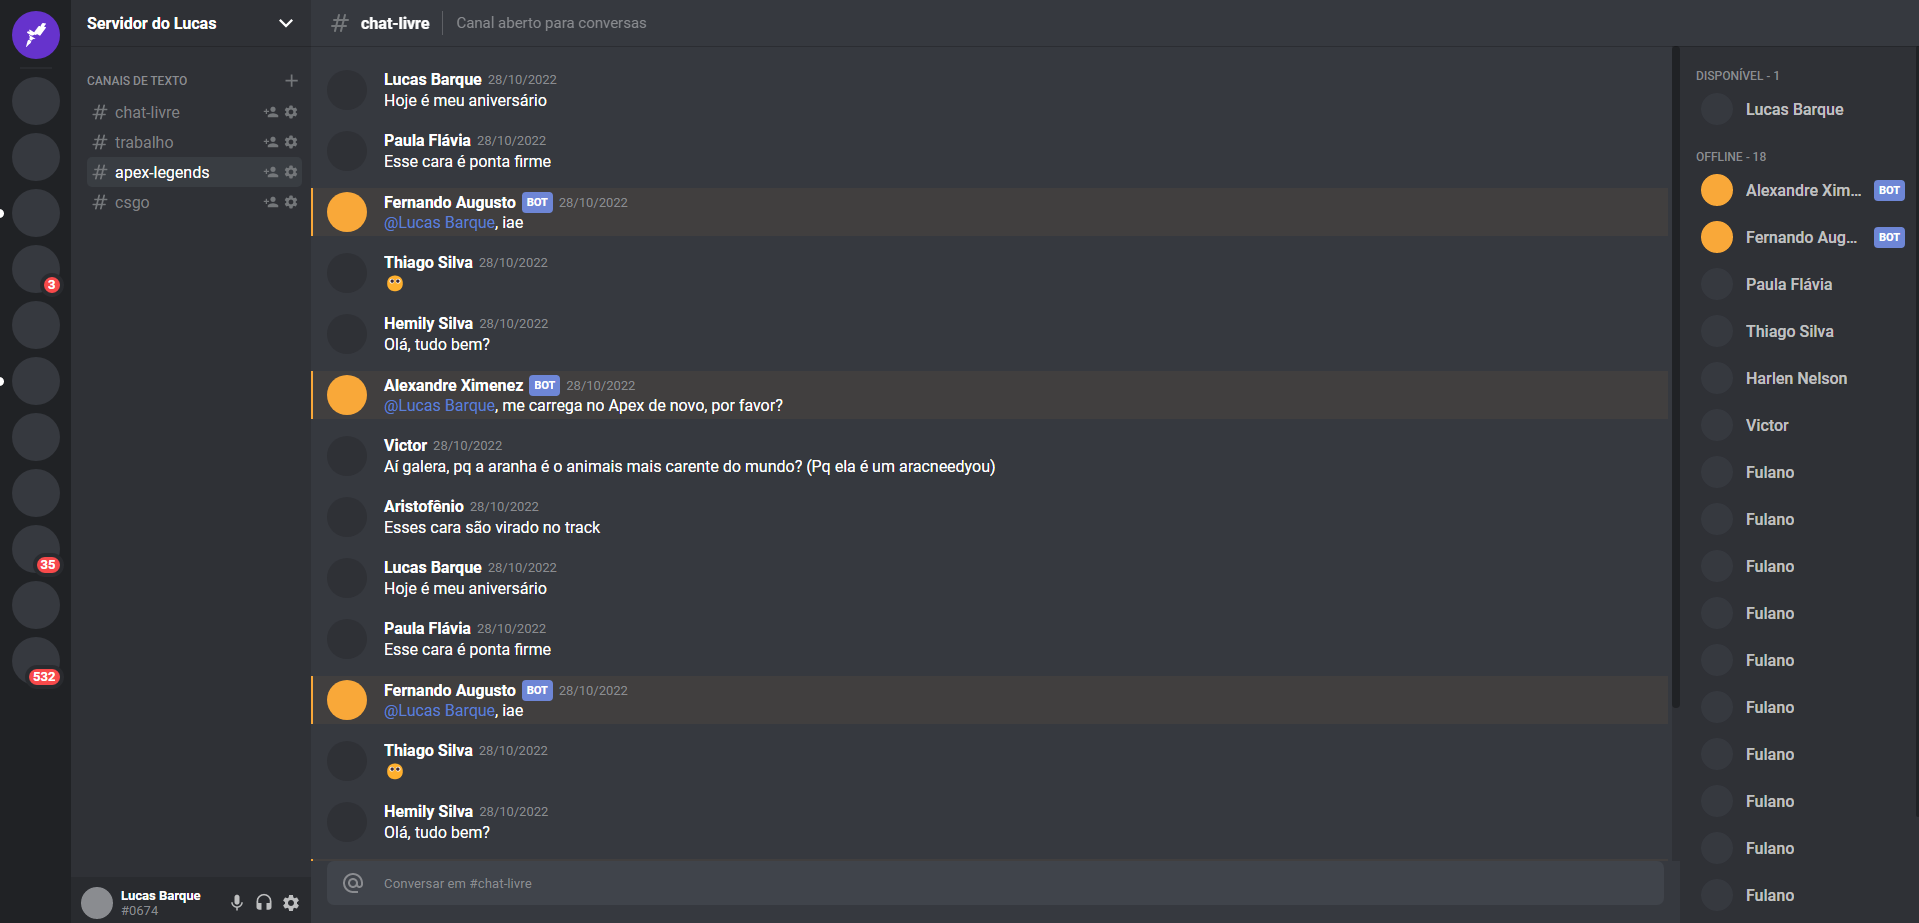 Servidor do Lucas
CANAIS DE TEXTO
chat-livre
trabalho
apex-legends
csgo
3
35
532
Lucas Barque
#0674
# chat-livre Canal aberto para conversas
Lucas Barque 28/10/2022
Hoje é meu aniversário
Paula Flávia 28/10/2022
Esse cara é ponta firme
Fernando Augusto BOT 28/10/2022
@Lucas Barque, iae
Thiago Silva 28/10/2022
Hemily Silva 28/10/2022
Olá, tudo bem?
Alexandre Ximenez BOT 28/10/2022
@Lucas Barque, me carrega no Apex de novo, por favor?
Victor 28/10/2022
Aí galera, pq a aranha é o animais mais carente do mundo? (Pq ela é um aracneedyou)
Aristofênio 28/10/2022
Esses cara são virado no track
Lucas Barque 28/10/2022
Hoje é meu aniversário
Paula Flávia 28/10/2022
Esse cara é ponta firme
Fernando Augusto BOT 28/10/2022
@Lucas Barque, iae
Thiago Silva 28/10/2022
Hemily Silva 28/10/2022
Olá, tudo bem?
@ Conversar em #chat-livre
DISPONÍVEL - 1
Lucas Barque
OFFLINE - 18
Alexandre Xim... BOT
Fernando Aug... BOT
Paula Flávia
Thiago Silva
Harlen Nelson
Victor
Fulano
Fulano
Fulano
Fulano
Fulano
Fulano
Fulano
Fulano
Fulano
Fulano